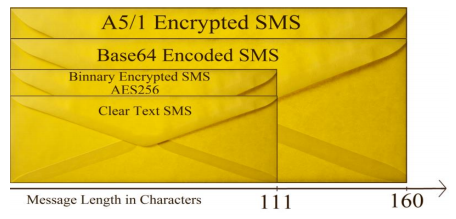 A5/1 Encrypted SMS
Base64 Encoded SMS
Binnary Encrypted SMS
AES256
Clear Text SMS
Message Length in Characters
111
160